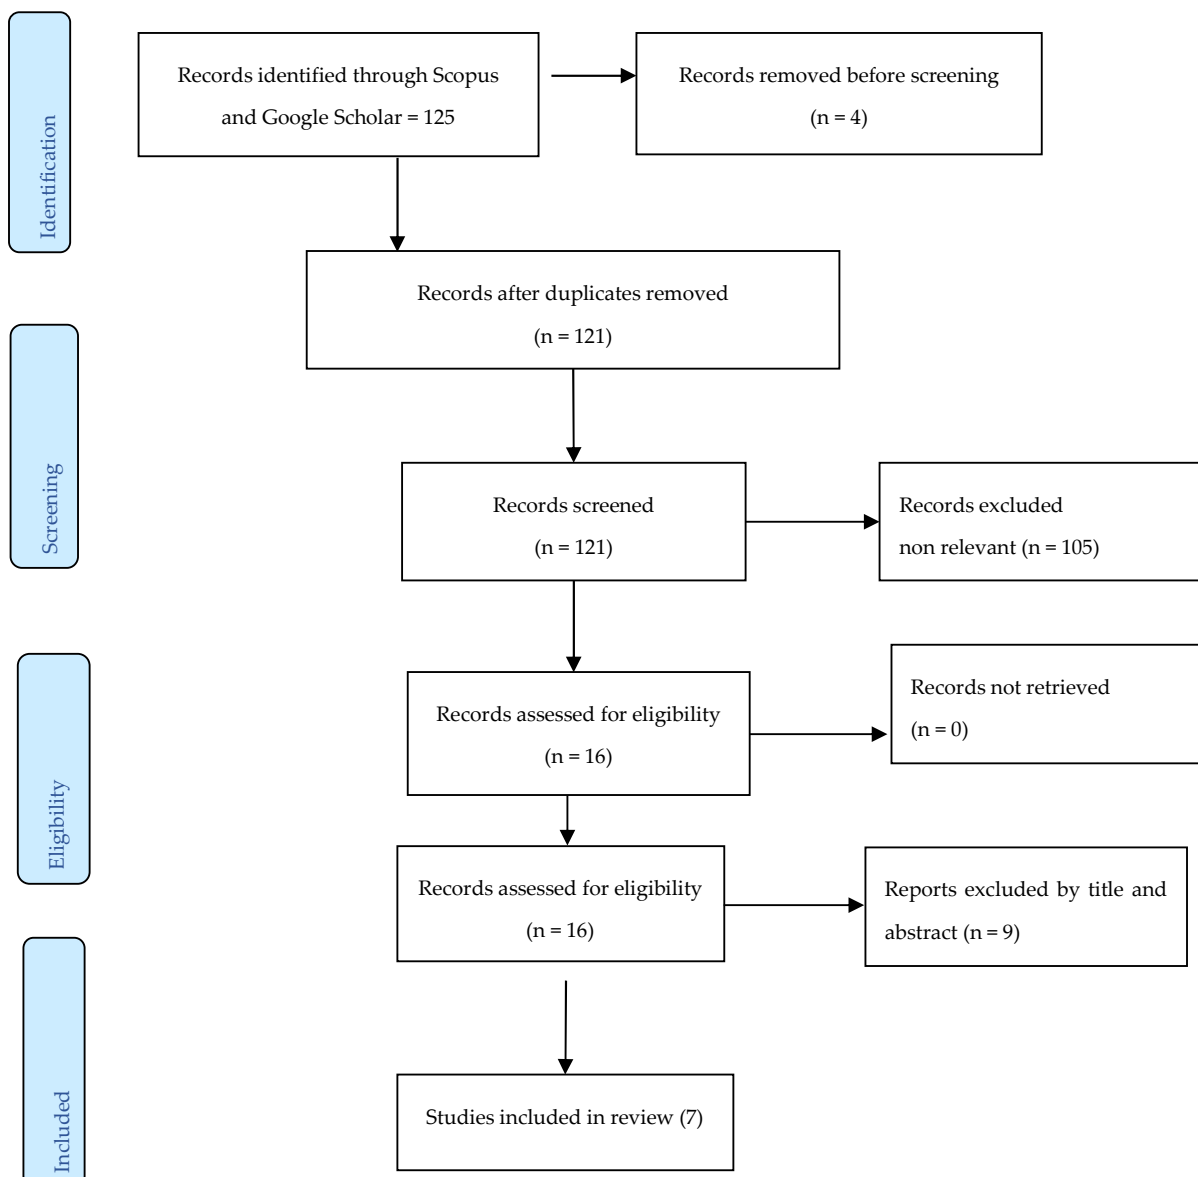 Identification
Records identified through Scopus
and Google Scholar = 125
Records removed before screening
(n = 4)
Records after duplicates removed
(n = 121)
Screening
Records screened
(n = 121)
Records excluded
non relevant (n = 105)
Eligibility
Records assessed for eligibility
(n = 16)
Records not retrieved
(n = 0)
Records assessed for eligibility
(n = 16)
Reports excluded by title and
abstract (n = 9)
Included
Studies included in review (7)